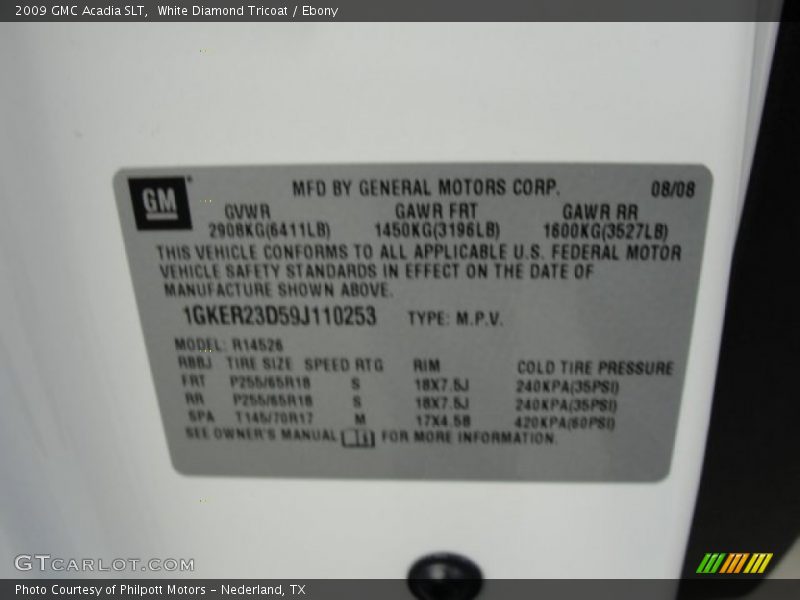 2009 GMC Acadia SLT,  White Diamond Tricoat / Ebony
GM
MFD BY GENERAL MOTORS CORP. 08/08
GVWR GAWR FRT GAWR RR
2908KG(6411LB) 1450KG(3196LB) 1600KG(3527LB)
THIS VEHICLE CONFORMS TO ALL APPLICABLE U.S. FEDERAL MOTOR
VEHICLE SAFETY STANDARDS IN EFFECT ON THE DATE OF
MANUFACTURE SHOWN ABOVE.
1GKER23D59J110253 TYPE: M.P.V.
MODEL: R14526
RBBJ TIRE SIZE SPEED RTG RIM COLD TIRE PRESSURE
FRT P255/65R18 S 18X7.5J 240KPA(35PSI)
RR P255/65R18 S 18X7.5J 240KPA(35PSI)
SPA T145/70R17 M 17X4.5B 420KPA(60PSI)
SEE OWNER'S MANUAL FOR MORE INFORMATION.
GTCARLOT.COM
Photo Courtesy of Philpott Motors - Nederland, TX